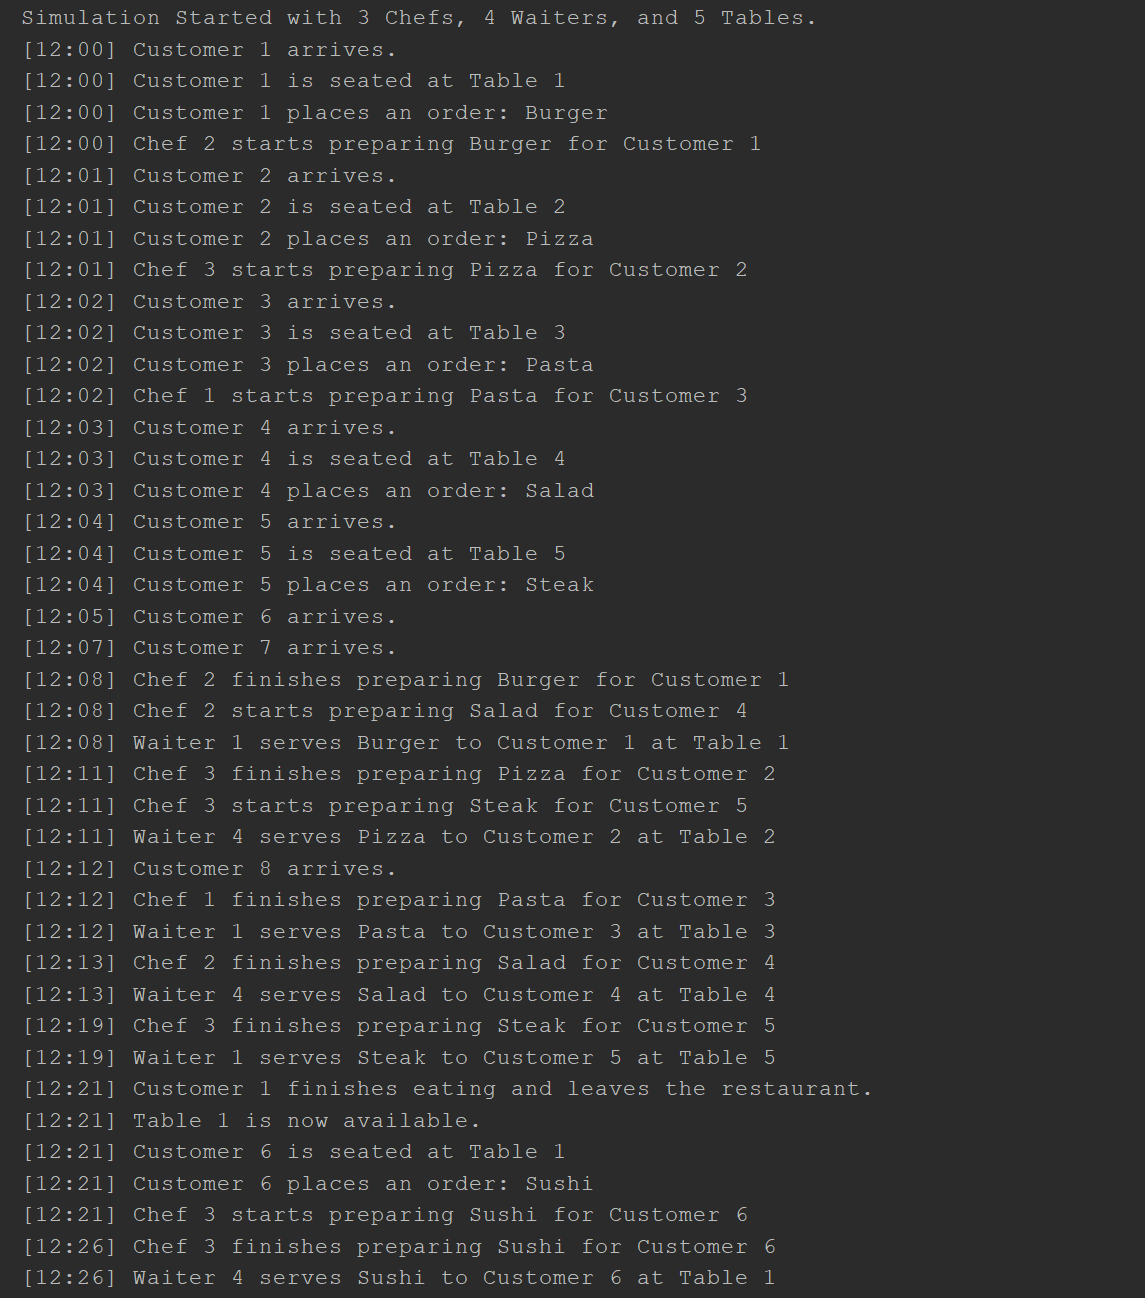 Simulation Started with 3 Chefs, 4 Waiters, and 5 Tables.
[12:00] Customer 1 arrives.
[12:00] Customer 1 is seated at Table 1
[12:00] Customer 1 places an order: Burger
[12:00] Chef 2 starts preparing Burger for Customer 1
[12:01] Customer 2 arrives.
[12:01] Customer 2 is seated at Table 2
[12:01] Customer 2 places an order: Pizza
[12:01] Chef 3 starts preparing Pizza for Customer 2
[12:02] Customer 3 arrives.
[12:02] Customer 3 is seated at Table 3
[12:02] Customer 3 places an order: Pasta
[12:02] Chef 1 starts preparing Pasta for Customer 3
[12:03] Customer 4 arrives.
[12:03] Customer 4 is seated at Table 4
[12:03] Customer 4 places an order: Salad
[12:04] Customer 5 arrives.
[12:04] Customer 5 is seated at Table 5
[12:04] Customer 5 places an order: Steak
[12:05] Customer 6 arrives.
[12:07] Customer 7 arrives.
[12:08] Chef 2 finishes preparing Burger for Customer 1
[12:08] Chef 2 starts preparing Salad for Customer 4
[12:08] Waiter 1 serves Burger to Customer 1 at Table 1
[12:11] Chef 3 finishes preparing Pizza for Customer 2
[12:11] Chef 3 starts preparing Steak for Customer 5
[12:11] Waiter 4 serves Pizza to Customer 2 at Table 2
[12:12] Customer 8 arrives.
[12:12] Chef 1 finishes preparing Pasta for Customer 3
[12:12] Waiter 1 serves Pasta to Customer 3 at Table 3
[12:13] Chef 2 finishes preparing Salad for Customer 4
[12:13] Waiter 4 serves Salad to Customer 4 at Table 4
[12:19] Chef 3 finishes preparing Steak for Customer 5
[12:19] Waiter 1 serves Steak to Customer 5 at Table 5
[12:21] Customer 1 finishes eating and leaves the restaurant.
[12:21] Table 1 is now available.
[12:21] Customer 6 is seated at Table 1
[12:21] Customer 6 places an order: Sushi
[12:21] Chef 3 starts preparing Sushi for Customer 6
[12:26] Chef 3 finishes preparing Sushi for Customer 6
[12:26] Waiter 4 serves Sushi to Customer 6 at Table 1